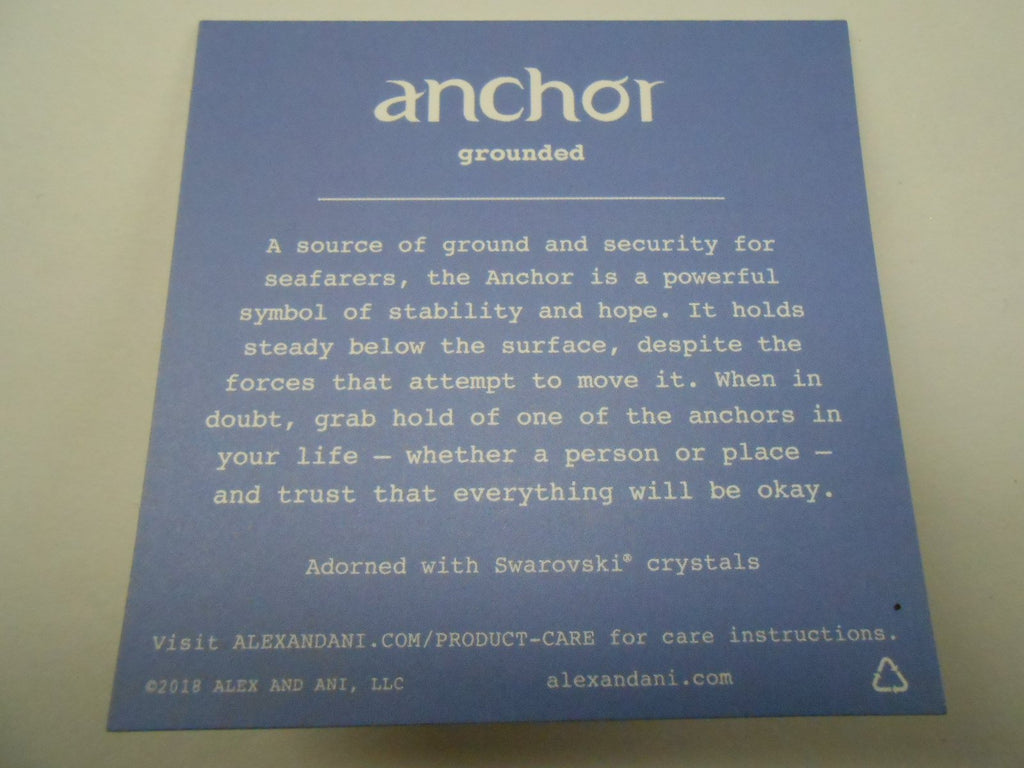 anchor
grounded
A source of ground and security for
seafarers, the Anchor is a powerful
symbol of stability and hope. It holds
steady below the surface, despite the
forces that attempt to move it. When in
doubt, grab hold of one of the anchors in
your life — whether a person or place —
and trust that everything will be okay.
Adorned with Swarovski® crystals
Visit ALEXANDANI.COM/PRODUCT-CARE for care instructions.
©2018 ALEX AND ANI, LLC alexandani.com